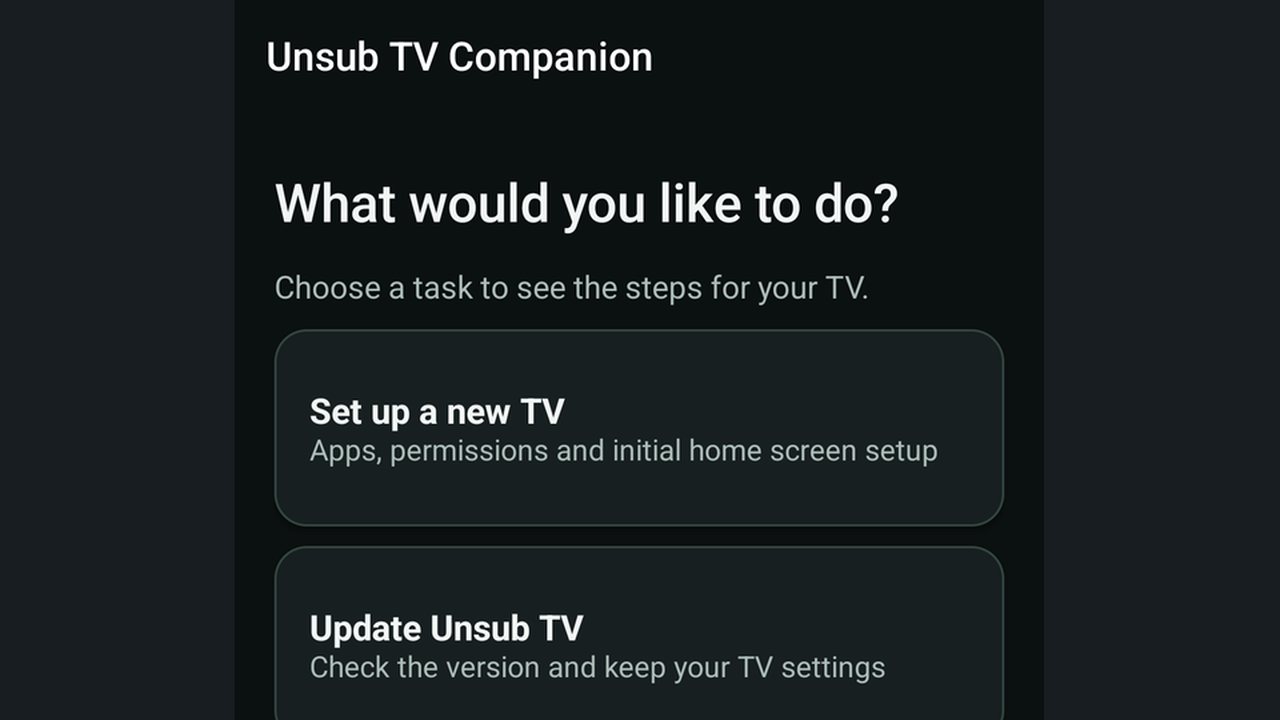 Unsub TV Companion
What would you like to do?
Choose a task to see the steps for your TV.
Set up a new TV
Apps, permissions and initial home screen setup
Update Unsub TV
Check the version and keep your TV settings